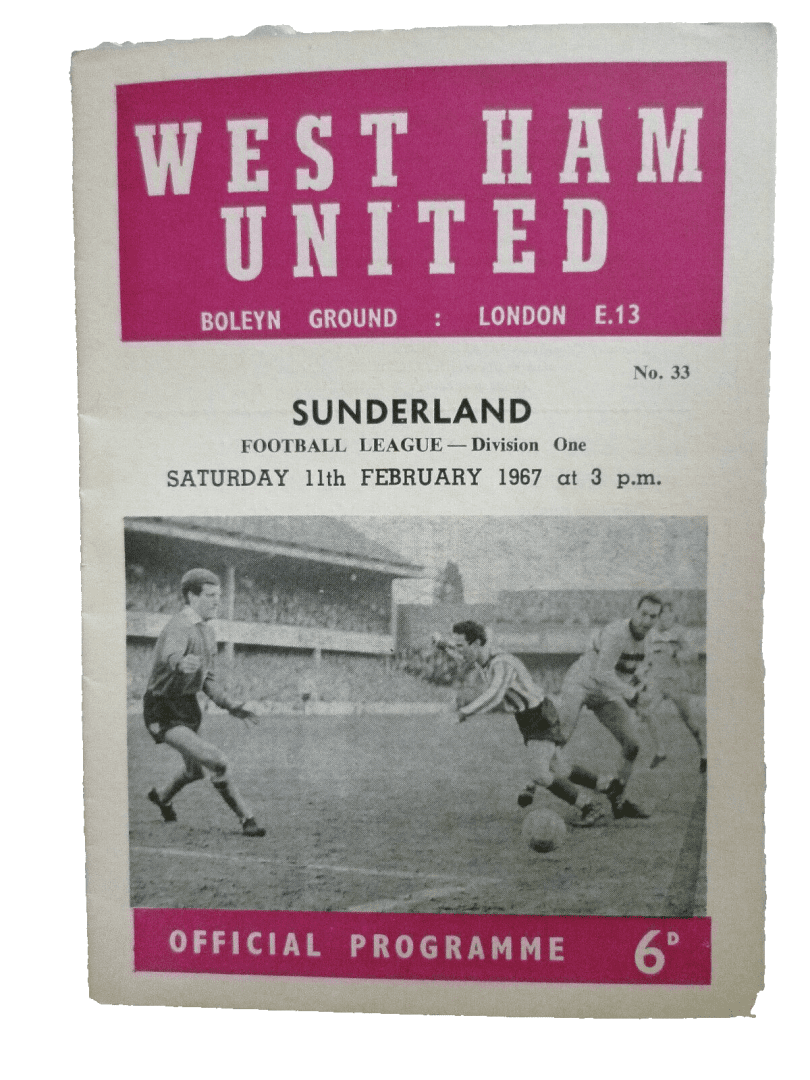 WEST HAM
UNITED
BOLEYN GROUND : LONDON E.13
No. 33
SUNDERLAND
FOOTBALL LEAGUE — Division One
SATURDAY 11th FEBRUARY 1967 at 3 p.m.
OFFICIAL PROGRAMME 6D